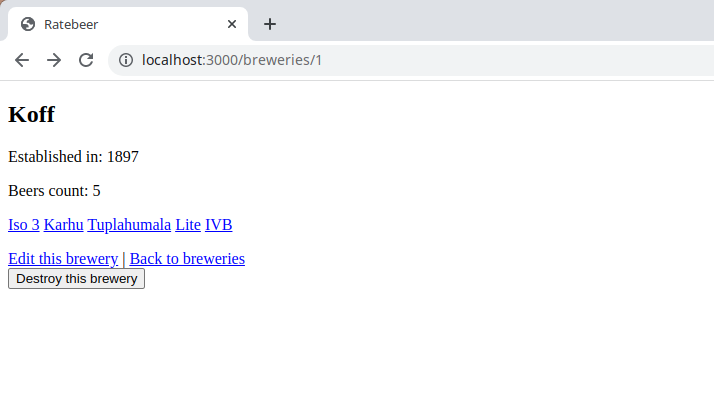 Ratebeer
localhost:3000/breweries/1
Koff
Established in: 1897
Beers count: 5
Iso 3 Karhu Tuplahumala Lite IVB
Edit this brewery | Back to breweries
Destroy this brewery